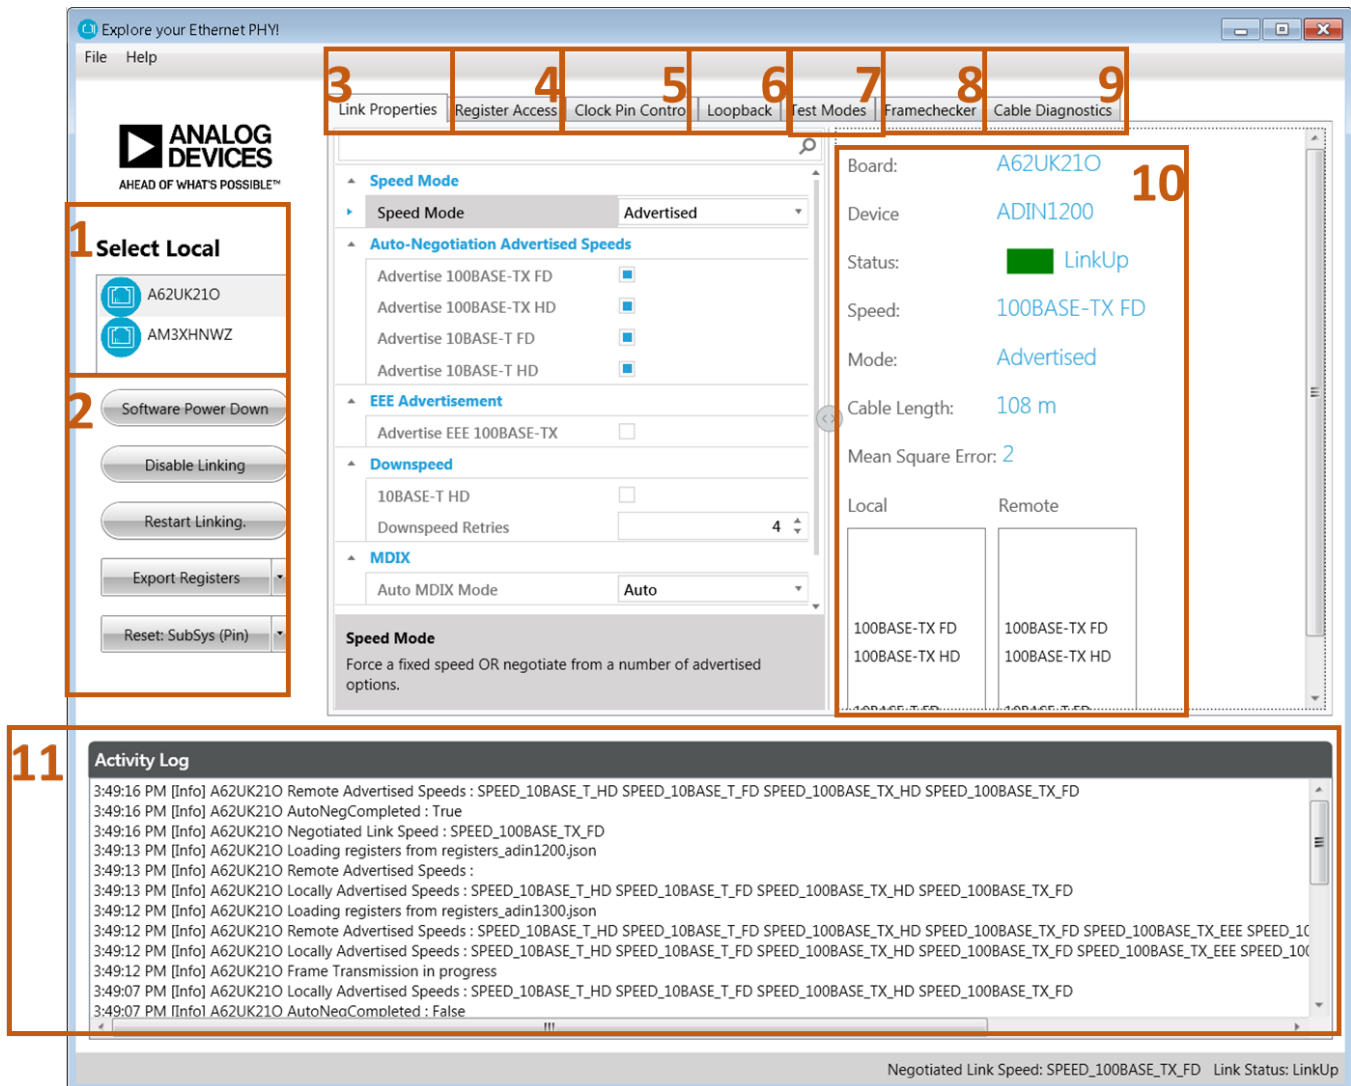 Explore your Ethernet PHY!
File Help
3 4 5 6 7 8 9
Link Properties Register Access Clock Pin Contro Loopback Test Modes Framechecker Cable Diagnostics
ANALOG
DEVICES
AHEAD OF WHAT'S POSSIBLE™
1
Select Local
A62UK21O
AM3XHNWZ
2
Software Power Down
Disable Linking
Restart Linking.
Export Registers
Reset: SubSys (Pin)
Speed Mode
Speed Mode Advertised
Auto-Negotiation Advertised Speeds
Advertise 100BASE-TX FD
Advertise 100BASE-TX HD
Advertise 10BASE-T FD
Advertise 10BASE-T HD
EEE Advertisement
Advertise EEE 100BASE-TX
Downspeed
10BASE-T HD
Downspeed Retries 4
MDIX
Auto MDIX Mode Auto
Speed Mode
Force a fixed speed OR negotiate from a number of advertised
options.
10
Board: A62UK21O
Device ADIN1200
Status: LinkUp
Speed: 100BASE-TX FD
Mode: Advertised
Cable Length: 108 m
Mean Square Error: 2
Local Remote
100BASE-TX FD 100BASE-TX FD
100BASE-TX HD 100BASE-TX HD
10BASE-T FD 10BASE-T FD
11
Activity Log
3:49:16 PM [Info] A62UK21O Remote Advertised Speeds : SPEED_10BASE_T_HD SPEED_10BASE_T_FD SPEED_100BASE_TX_HD SPEED_100BASE_TX_FD
3:49:16 PM [Info] A62UK21O AutoNegCompleted : True
3:49:16 PM [Info] A62UK21O Negotiated Link Speed : SPEED_100BASE_TX_FD
3:49:13 PM [Info] A62UK21O Loading registers from registers_adin1200.json
3:49:13 PM [Info] A62UK21O Remote Advertised Speeds :
3:49:13 PM [Info] A62UK21O Locally Advertised Speeds : SPEED_10BASE_T_HD SPEED_10BASE_T_FD SPEED_100BASE_TX_HD SPEED_100BASE_TX_FD
3:49:12 PM [Info] A62UK21O Loading registers from registers_adin1300.json
3:49:12 PM [Info] A62UK21O Remote Advertised Speeds : SPEED_10BASE_T_HD SPEED_10BASE_T_FD SPEED_100BASE_TX_HD SPEED_100BASE_TX_FD SPEED_100BASE_TX_EEE SPEED_10
3:49:12 PM [Info] A62UK21O Locally Advertised Speeds : SPEED_10BASE_T_HD SPEED_10BASE_T_FD SPEED_100BASE_TX_HD SPEED_100BASE_TX_FD SPEED_100BASE_TX_EEE SPEED_100
3:49:12 PM [Info] A62UK21O Frame Transmission in progress
3:49:07 PM [Info] A62UK21O Locally Advertised Speeds : SPEED_10BASE_T_HD SPEED_10BASE_T_FD SPEED_100BASE_TX_HD SPEED_100BASE_TX_FD
3:49:07 PM [Info] A62UK21O AutoNegCompleted : False
Negotiated Link Speed: SPEED_100BASE_TX_FD Link Status: LinkUp